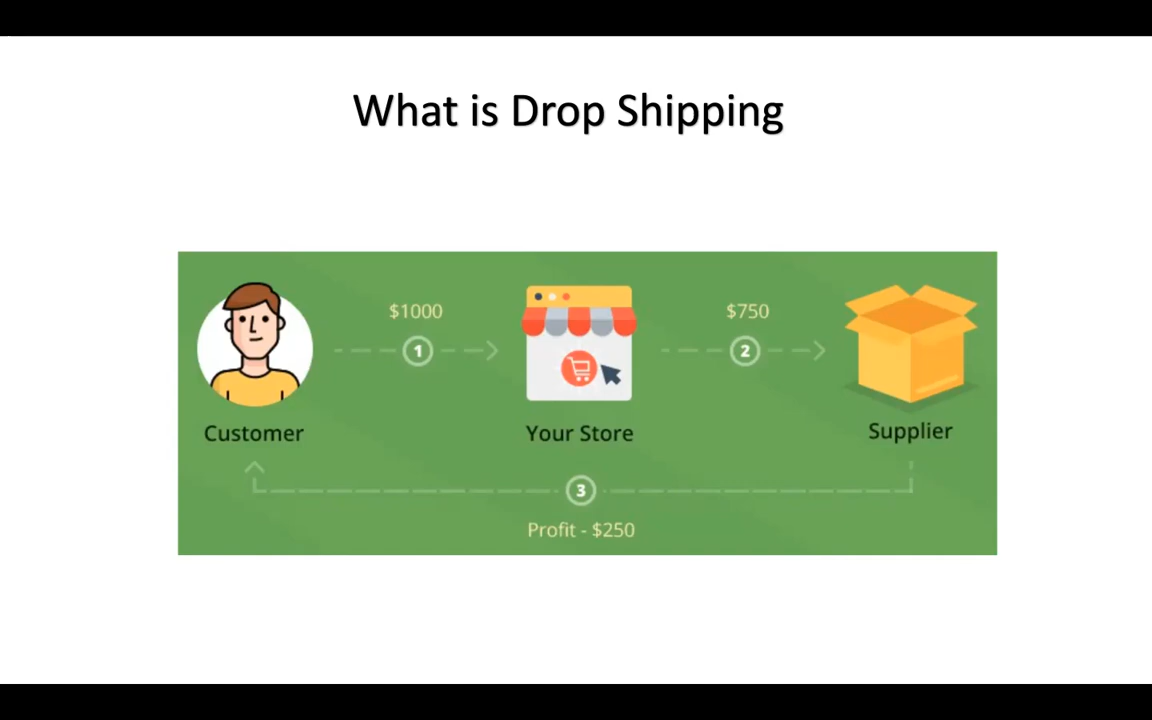 What is Drop Shipping
$1000
$750
1
2
Customer
Your Store
Supplier
3
Profit - $250